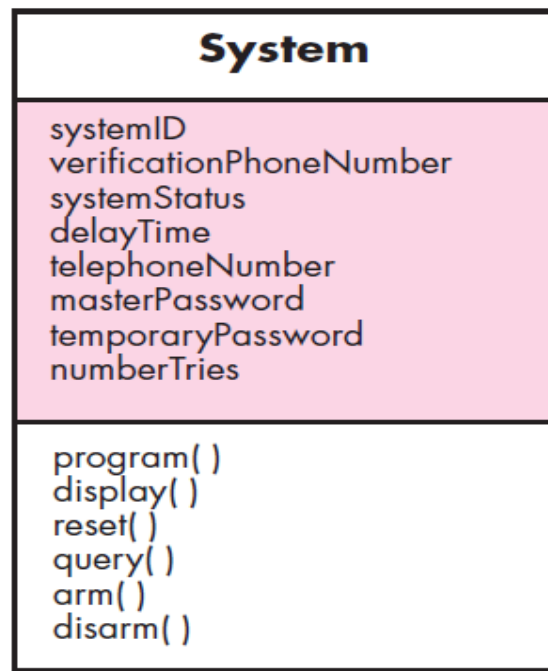 System
systemID
verificationPhoneNumber
systemStatus
delayTime
telephoneNumber
masterPassword
temporaryPassword
numberTries
program( )
display( )
reset( )
query( )
arm( )
disarm( )